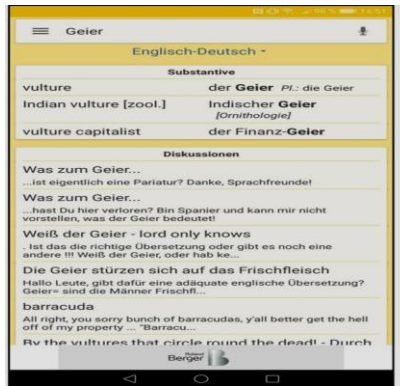 Geier
Englisch-Deutsch
Substantive
vulture der Geier Pl.: die Geier
Indian vulture [zool.] Indischer Geier
[Ornithologie]
vulture capitalist der Finanz-Geier
Diskussionen
Was zum Geier...
...ist eigentlich eine Pariatur? Danke, Sprachfreunde!
Was zum Geier...
...hast Du hier verloren? Bin Spanier und kann mir nicht
vorstellen, was der Geier bedeutet!
Weiß der Geier - lord only knows
. Ist das die richtige Übersetzung oder gibt es noch eine
andere !!! Weiß der Geier, oder hab ke...
Die Geier stürzen sich auf das Frischfleisch
Hallo Leute, gibt dafür eine adäquate englische Übersetzung?
Geier= sind die Männer Frischfl...
barracuda
All right, you sorry bunch of barracudas, y'all better get the hell
off of my property ... "Barracu...
By the vultures that circle round the dead! - Durch
Roland
Berger B